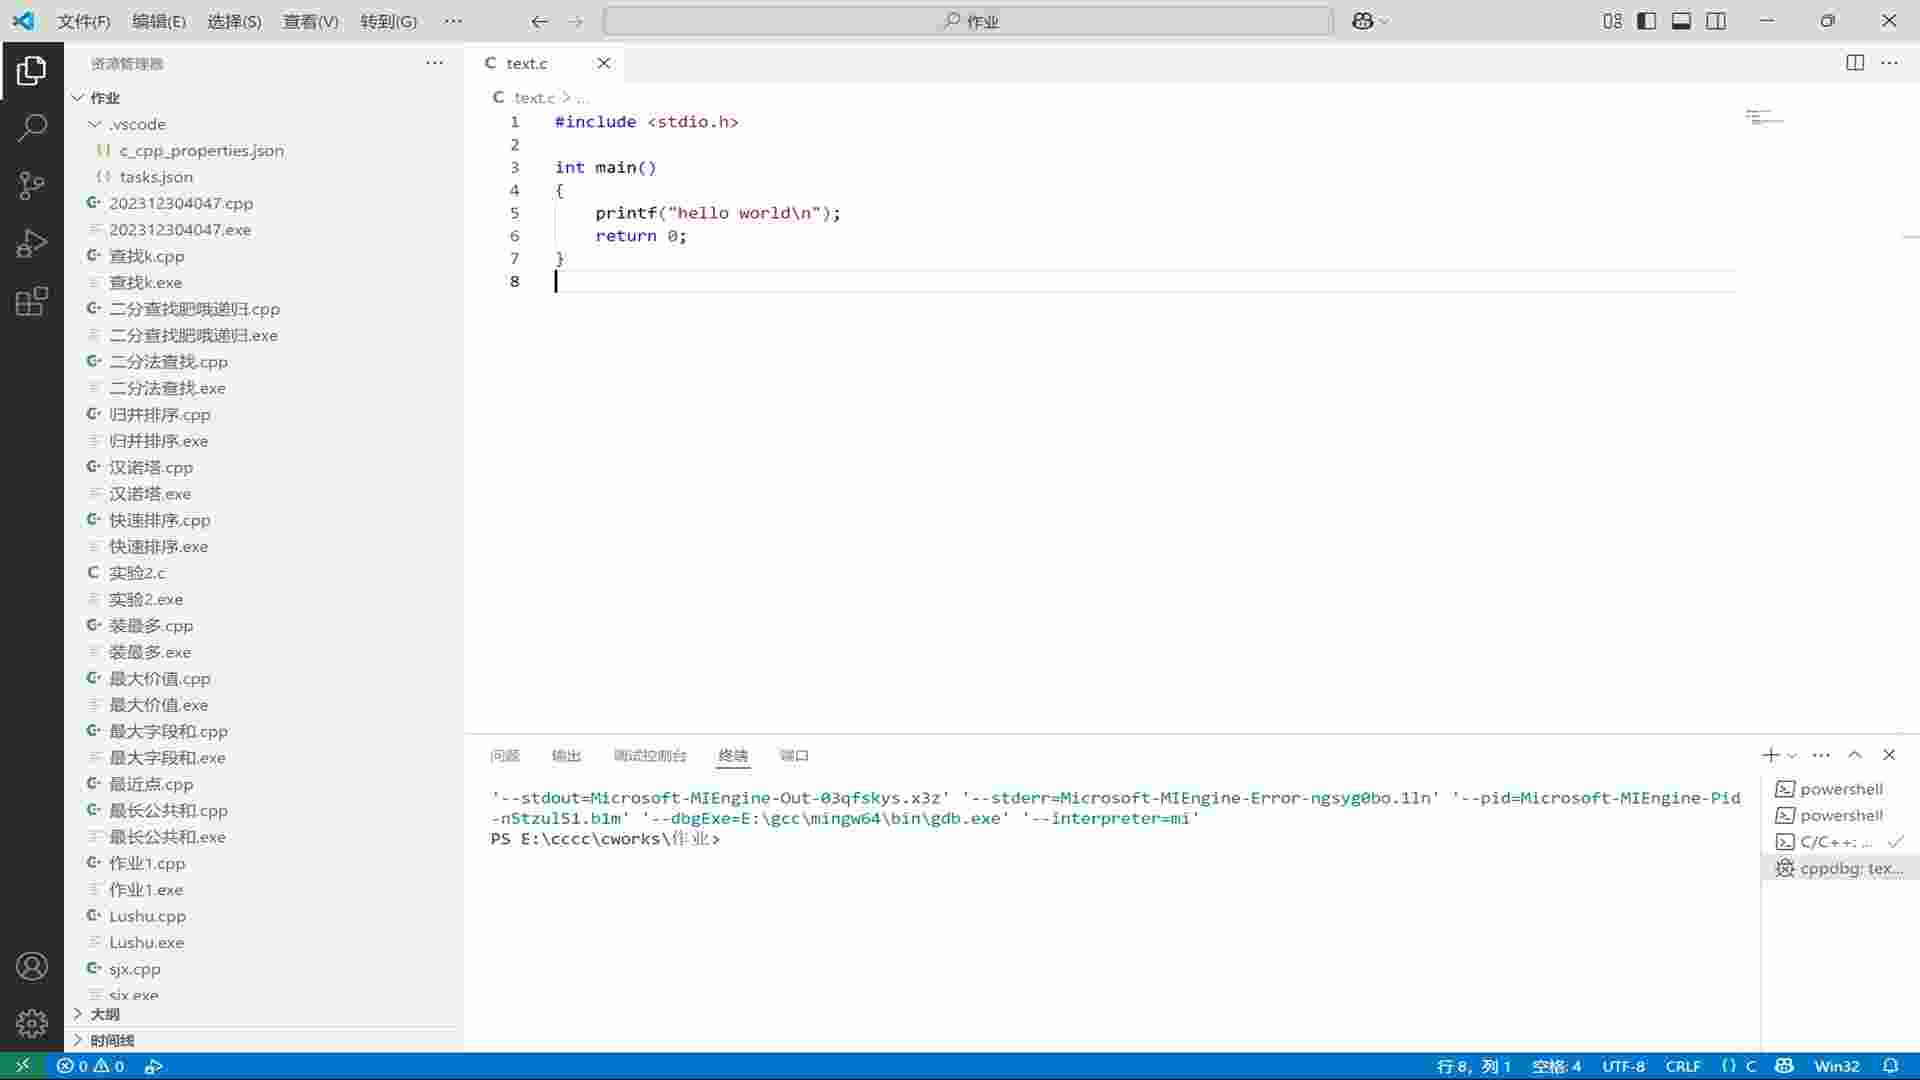 文件(F) 编辑(E) 选择(S) 查看(V) 转到(G) ··· 作业
资源管理器 ···
作业
.vscode
c_cpp_properties.json
tasks.json
202312304047.cpp
202312304047.exe
查找k.cpp
查找k.exe
二分查找肥哦递归.cpp
二分查找肥哦递归.exe
二分法查找.cpp
二分法查找.exe
归并排序.cpp
归并排序.exe
汉诺塔.cpp
汉诺塔.exe
快速排序.cpp
快速排序.exe
实验2.c
实验2.exe
装最多.cpp
装最多.exe
最大价值.cpp
最大价值.exe
最大字段和.cpp
最大字段和.exe
最近点.cpp
最长公共和.cpp
最长公共和.exe
作业1.cpp
作业1.exe
Lushu.cpp
Lushu.exe
sjx.cpp
sjx.exe
大纲
时间线
C text.c
C text.c > ...
1 #include <stdio.h>
2
3 int main()
4 {
5 printf("hello world\n");
6 return 0;
7 }
8
问题 输出 调试控制台 终端 端口
'--stdout=Microsoft-MIEngine-Out-03qfskys.x3z' '--stderr=Microsoft-MIEngine-Error-ngsyg0bo.1ln' '--pid=Microsoft-MIEngine-Pid
-n5tzul51.b1m' '--dbgExe=E:\gcc\mingw64\bin\gdb.exe' '--interpreter=mi'
PS E:\cccc\cworks\作业>
powershell
powershell
C/C++: ...
cppdbg: tex...
0 0 行 8, 列 1 空格: 4 UTF-8 CRLF {} C Win32